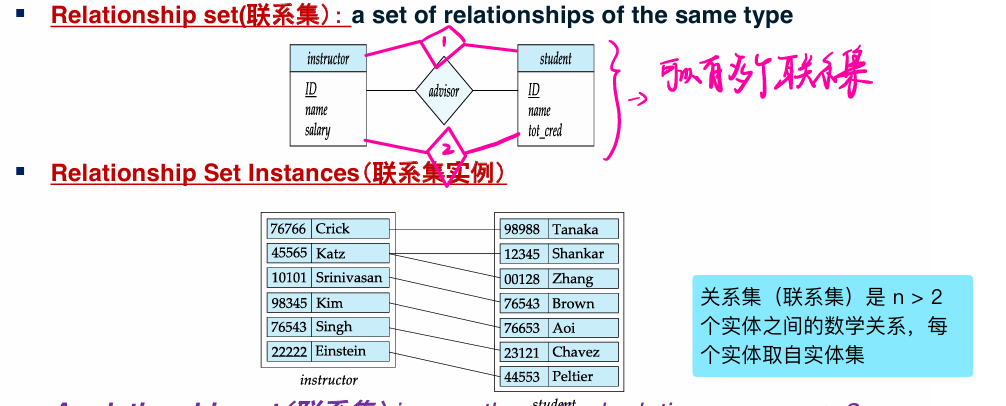 ▪ Relationship set(联系集)：a set of relationships of the same type
instructor
ID
name
salary
1
advisor
2
student
ID
name
tot_cred
可以有多个联系集
▪ Relationship Set Instances(联系集实例)
76766 Crick
45565 Katz
10101 Srinivasan
98345 Kim
76543 Singh
22222 Einstein
instructor
98988 Tanaka
12345 Shankar
00128 Zhang
76543 Brown
76653 Aoi
23121 Chavez
44553 Peltier
student
关系集（联系集）是 n > 2
个实体之间的数学关系，每
个实体取自实体集